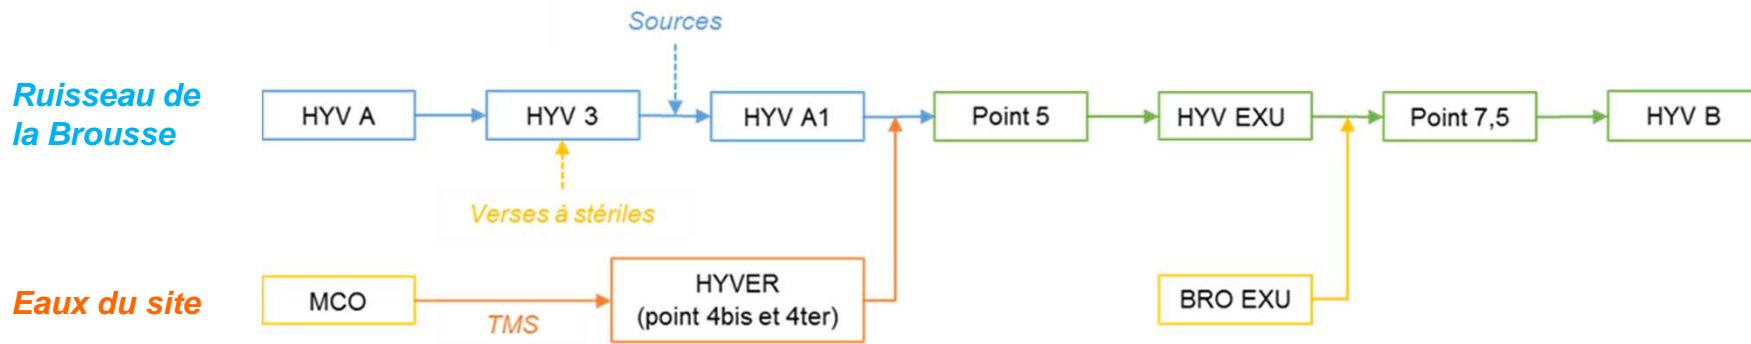 Sources
Ruisseau de
la Brousse
HYV A
HYV 3
HYV A1
Point 5
HYV EXU
Point 7,5
HYV B
Verses à stériles
Eaux du site
MCO
TMS
HYVER
(point 4bis et 4ter)
BRO EXU